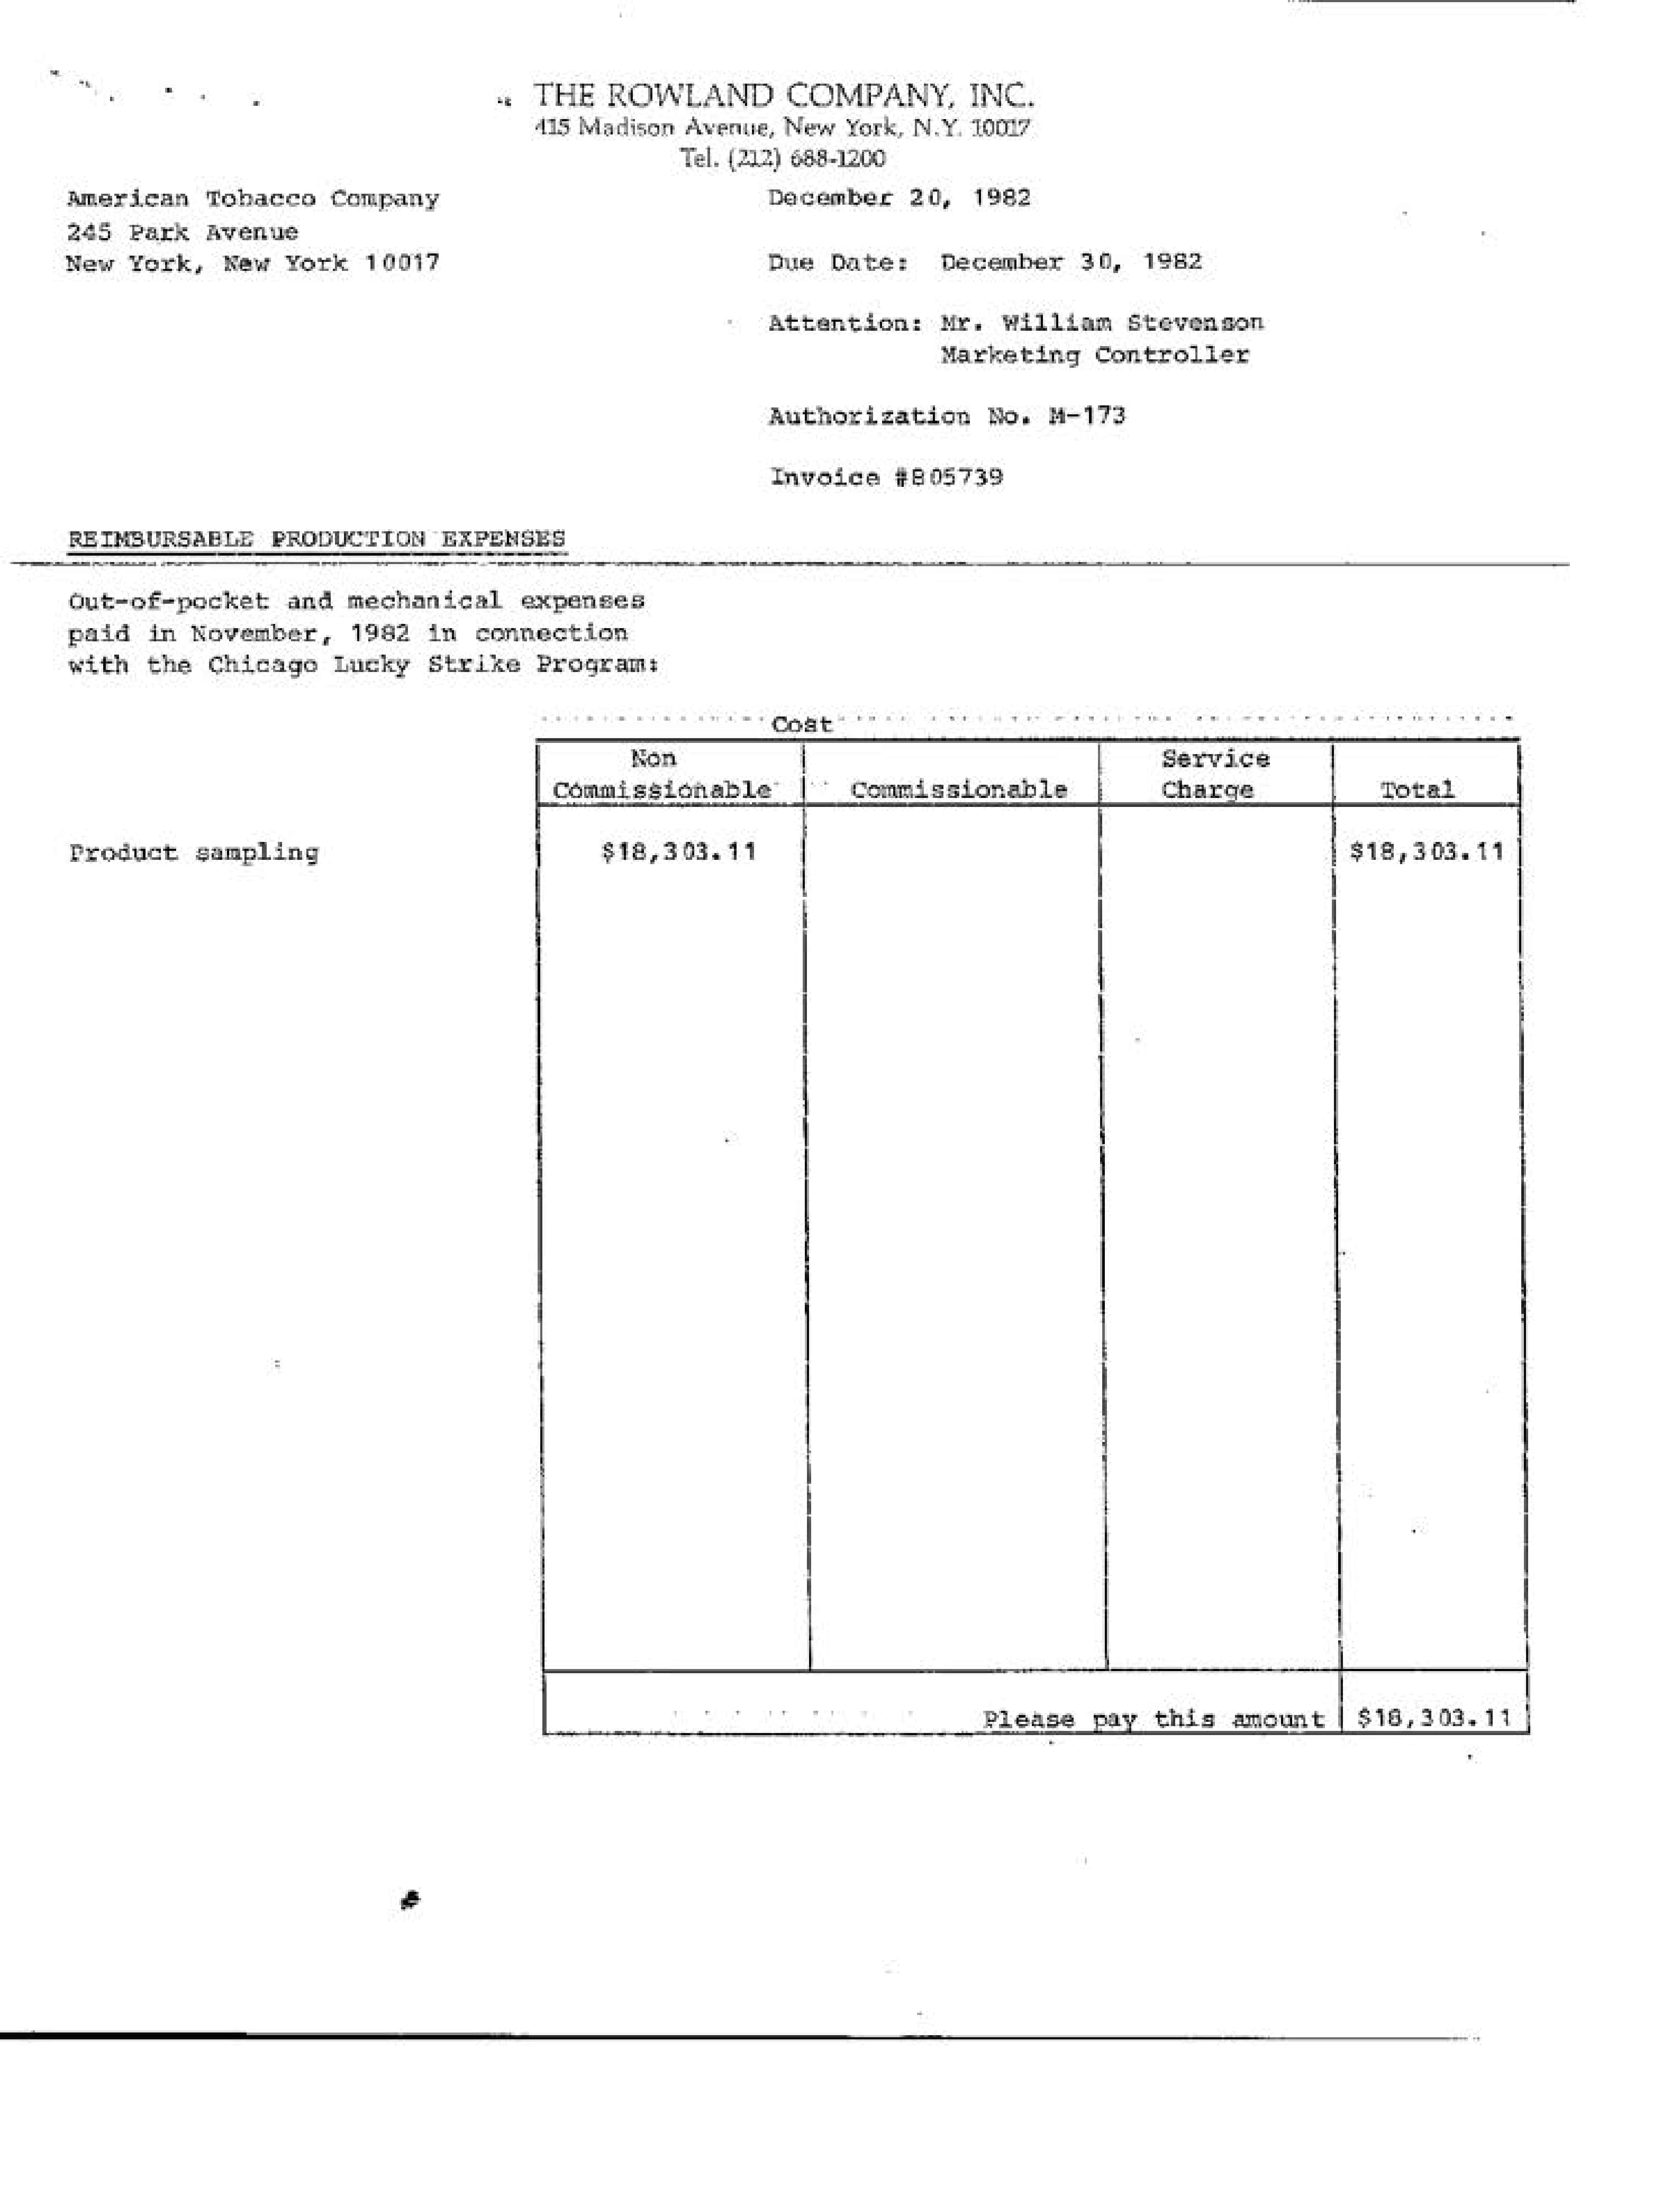 THE ROWLAND COMPANY, INC.
415 Madison Avenue, New York, N.Y. 10017
Tel. (212) 688-1200
American Tobacco Company
245 Park Avenue
New York, New York 10017
December 20, 1982
Due Date: December 30, 1982
Attention: Mr. William Stevenson
Marketing Controller
Authorization No. M-173
Invoice #805739
REIMBURSABLE PRODUCTION EXPENSES
Out-of-pocket and mechanical expenses
paid in November, 1982 in connection
with the Chicago Lucky Strike Program:
Cost
Non Commissionable Commissionable Service Charge Total
Product sampling $18,303.11 $18,303.11
Please pay this amount $18,303.11